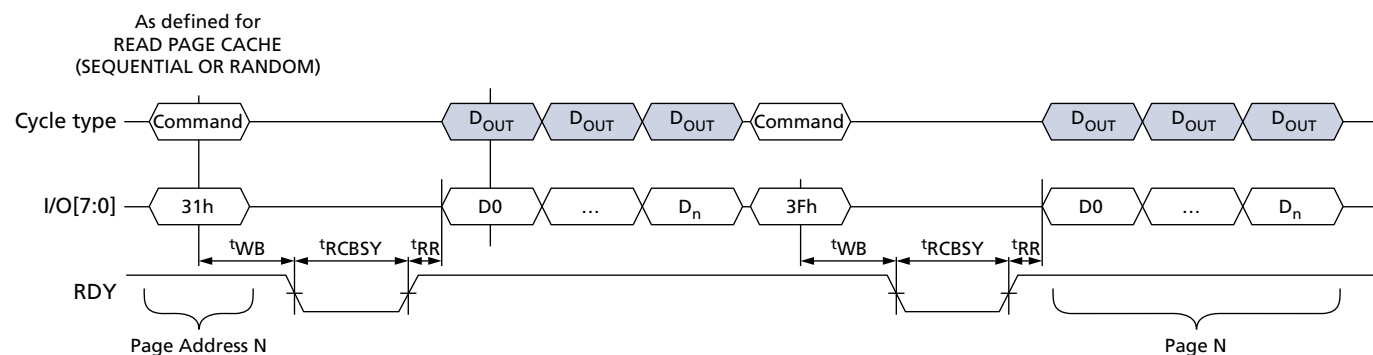 As defined for
READ PAGE CACHE
(SEQUENTIAL OR RANDOM)
Cycle type Command DOUT DOUT DOUT Command DOUT DOUT DOUT
I/O[7:0] 31h D0 … Dn 3Fh D0 … Dn
tWB tRCBSY tRR tWB tRCBSY tRR
RDY
Page Address N Page N